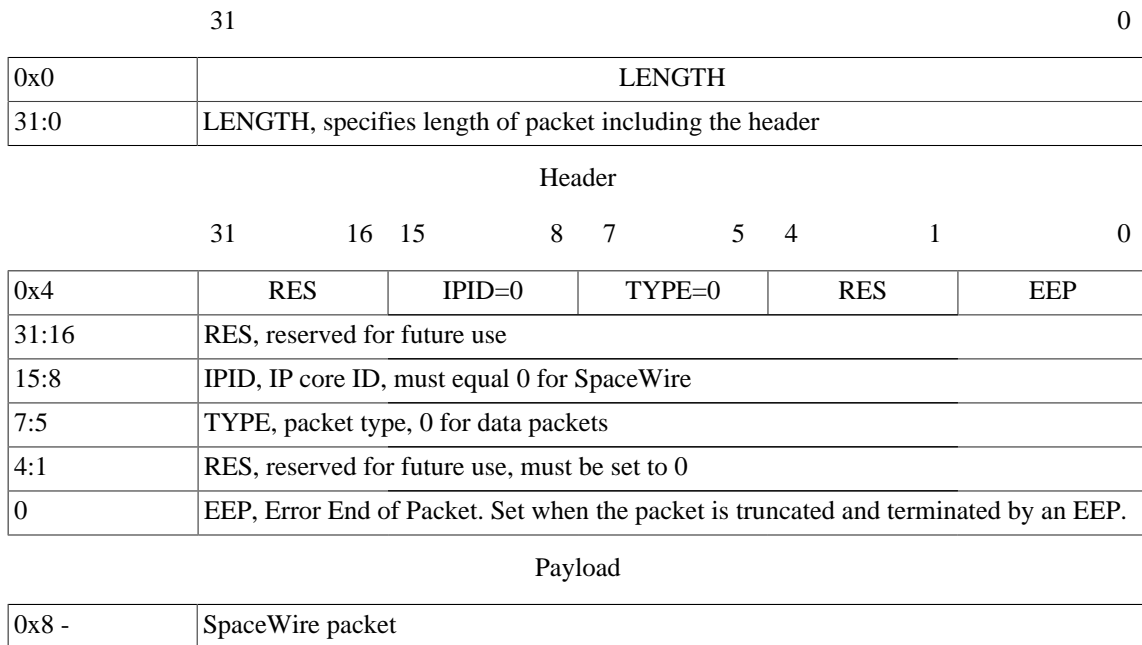 31 0
0x0 LENGTH
31:0 LENGTH, specifies length of packet including the header
Header
31 16 15 8 7 5 4 1 0
0x4 RES IPID=0 TYPE=0 RES EEP
31:16 RES, reserved for future use
15:8 IPID, IP core ID, must equal 0 for SpaceWire
7:5 TYPE, packet type, 0 for data packets
4:1 RES, reserved for future use, must be set to 0
0 EEP, Error End of Packet. Set when the packet is truncated and terminated by an EEP.
Payload
0x8 - SpaceWire packet